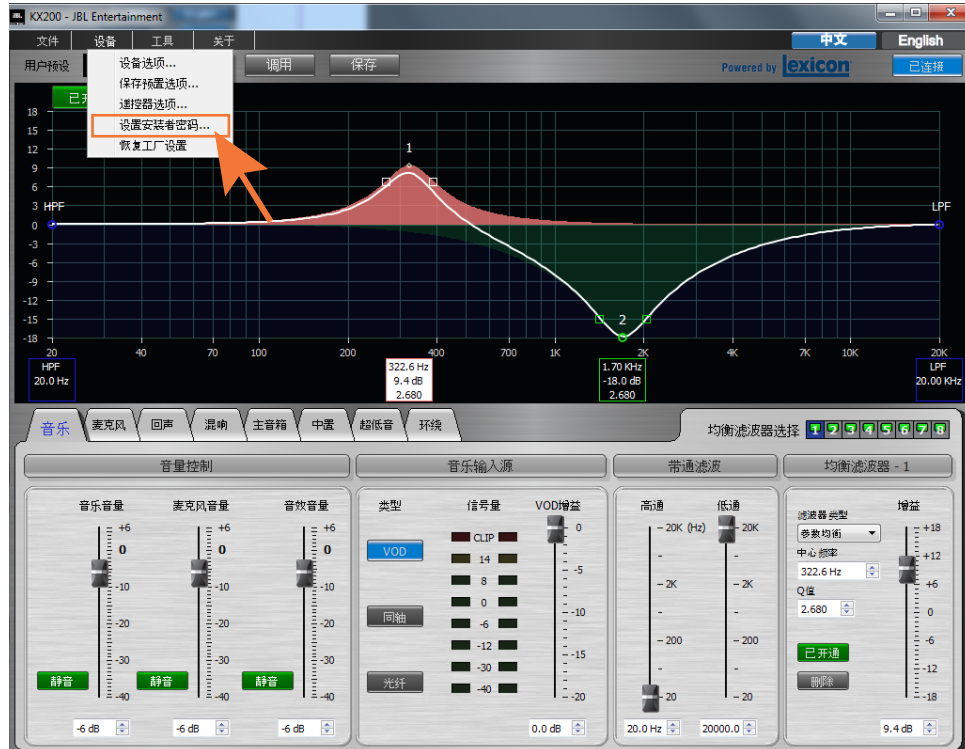 JBL KX200 - JBL Entertainment
文件 设备 工具 关于 中文 English
用户预设 调用 保存 Powered by lexicon 已连接
设备选项...
保存预置选项...
遥控器选项...
设置安装者密码...
恢复工厂设置
18
15
12
9
6
3
0
-3
-6
-9
-12
-15
-18
1
2
HPF LPF
20 40 70 100 200 400 700 1K 2K 4K 7K 10K 20K
HPF
20.0 Hz
322.6 Hz
9.4 dB
2.680
1.70 KHz
-18.0 dB
2.680
LPF
20.00 KHz
音乐 麦克风 回声 混响 主音箱 中置 超低音 环绕 均衡滤波器选择 1 2 3 4 5 6 7 8
音量控制 音乐输入源 带通滤波 均衡滤波器 - 1
音乐音量 麦克风音量 音效音量
+6 +6 +6
0 0 0
-10 -10 -10
-20 -20 -20
-30 -30 -30
-40 -40 -40
静音 静音 静音
-6 dB -6 dB -6 dB
类型 信号量 VOD增益
VOD
同轴
光纤
CLIP
14
8
0
-6
-12
-30
-40
0
-5
-10
-15
-20
0.0 dB
高通 低通
20K (Hz) 20K
2K 2K
200 200
20 20
20.0 Hz 20000.0
滤波器类型
参数均衡
中心频率
322.6 Hz
Q值
2.680
已开通
删除
增益
+18
+12
+6
0
-6
-12
-18
9.4 dB